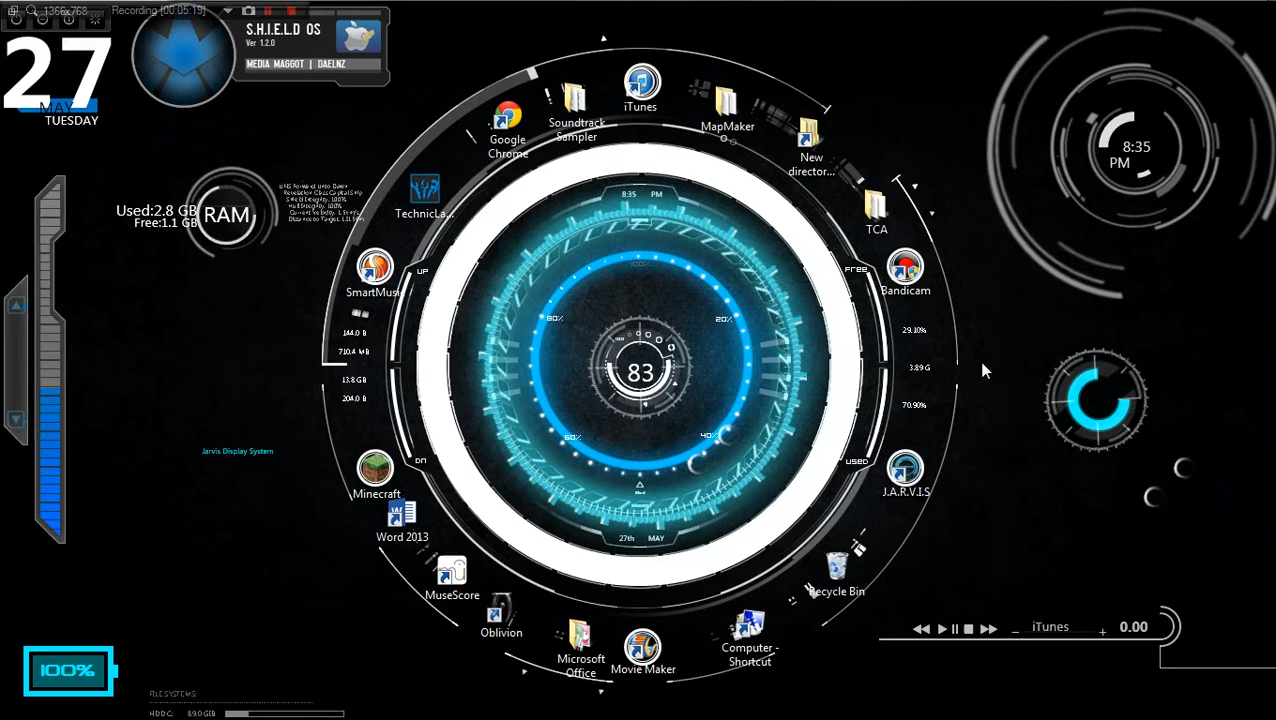 1366x768
Recording [00:05:19]
27
MAY
TUESDAY
S.H.I.E.L.D OS
Ver 1.2.0
MEDIA MAGGOT | DAELNZ
iTunes
Soundtrack
Sampler
MapMaker
Google
Chrome
New
director...
TechnicLa...
TCA
8:35 PM
8:35
PM
Used:2.8 GB
Free:1.1 GB
RAM
SmartMusic
Bandicam
UP
FREE
100%
80%
20%
144.0 B
710.4 MB
13.8 GB
204.0 B
29.10%
3.89 G
70.90%
83
60%
40%
DN
USED
Jarvis Display System
Minecraft
J.A.R.V.I.S
Word 2013
27th MAY
MuseScore
Recycle Bin
Oblivion
Microsoft
Office
Movie Maker
Computer -
Shortcut
iTunes
0.00
100%
FILE SYSTEMS:
HDD C: 89.0 GIB